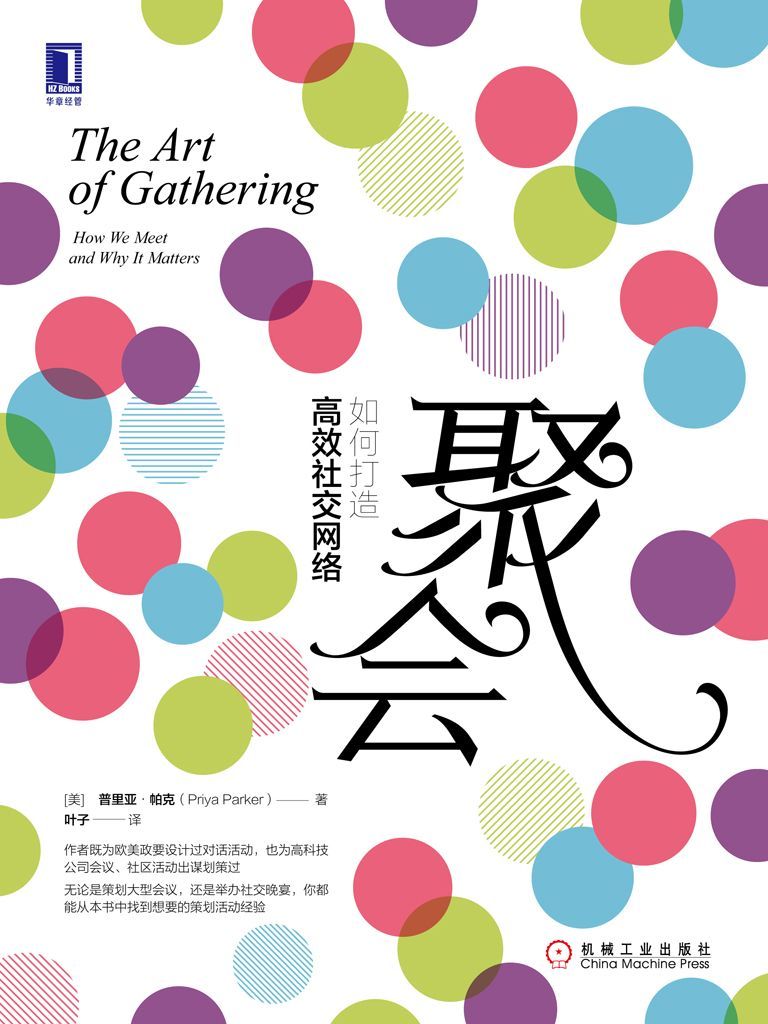 HZ BOOKS
华章经管
The Art
of Gathering
How We Meet
and Why It Matters
聚会
如何打造
高效社交网络
[美] 普里亚·帕克（Priya Parker）—— 著
叶子 —— 译
作者既为欧美政要设计过对话活动，也为高科技
公司会议、社区活动出谋划策过
无论是策划大型会议，还是举办社交晚宴，你都
能从本书中找到想要的策划活动经验
机械工业出版社
China Machine Press